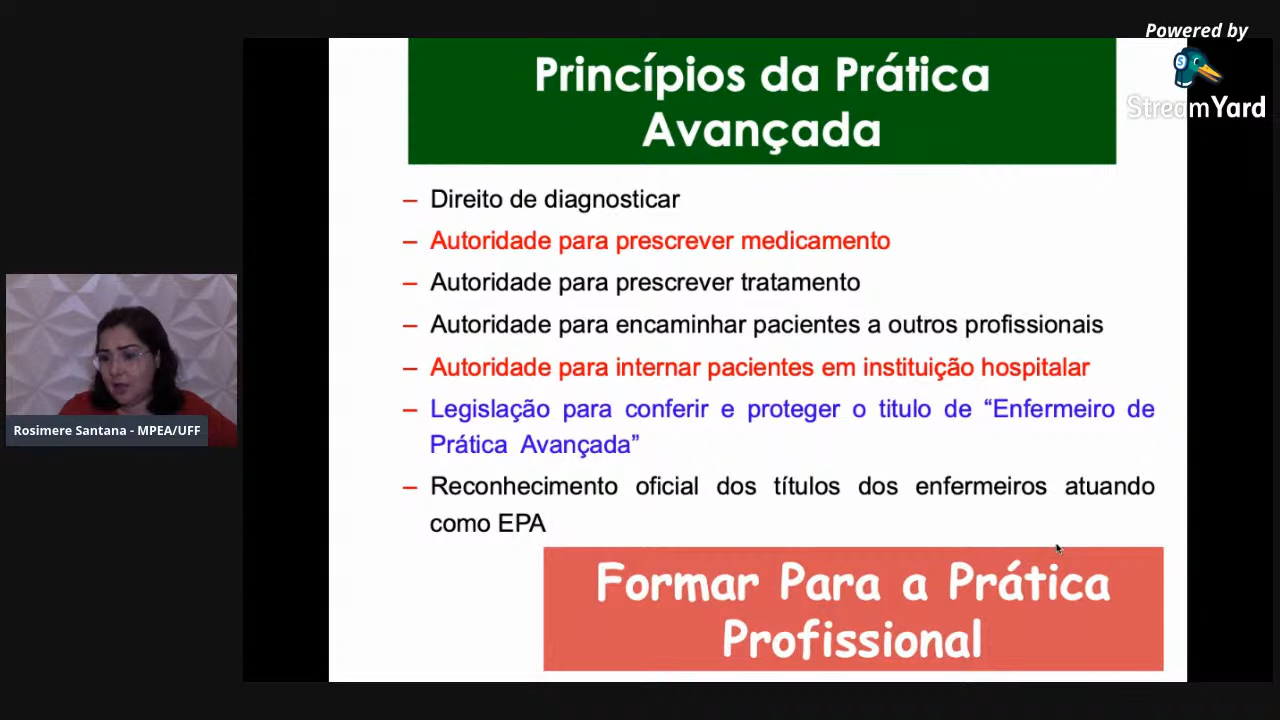 Powered by
StreamYard
Princípios da Prática
Avançada
– Direito de diagnosticar
– Autoridade para prescrever medicamento
– Autoridade para prescrever tratamento
– Autoridade para encaminhar pacientes a outros profissionais
– Autoridade para internar pacientes em instituição hospitalar
– Legislação para conferir e proteger o titulo de “Enfermeiro de
Prática Avançada”
– Reconhecimento oficial dos títulos dos enfermeiros atuando
como EPA
Formar Para a Prática
Profissional
Rosimere Santana - MPEA/UFF